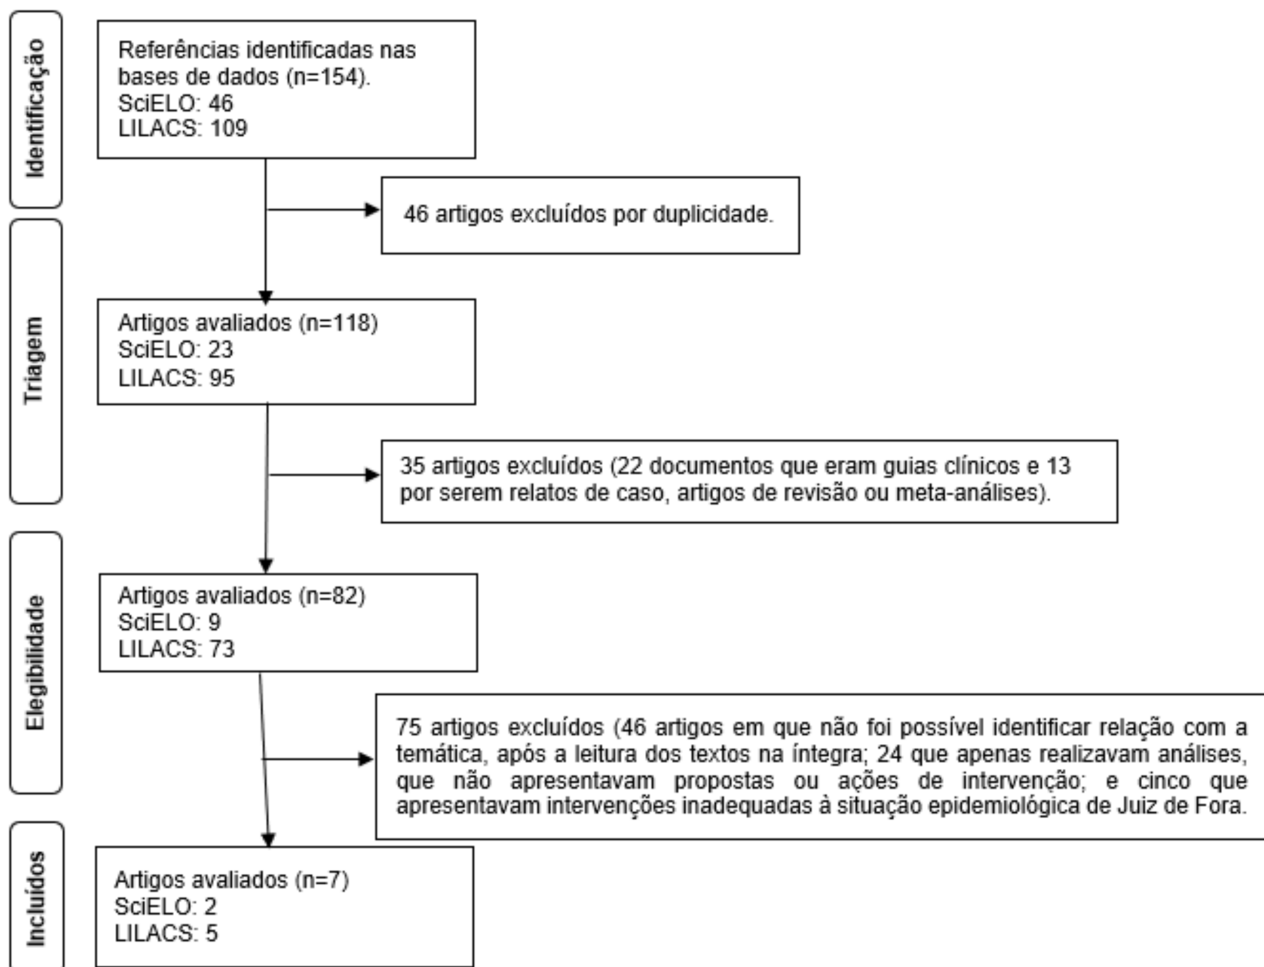 Identificação
Referências identificadas nas
bases de dados (n=154).
SciELO: 46
LILACS: 109
46 artigos excluídos por duplicidade.
Triagem
Artigos avaliados (n=118)
SciELO: 23
LILACS: 95
35 artigos excluídos (22 documentos que eram guias clínicos e 13
por serem relatos de caso, artigos de revisão ou meta-análises).
Elegibilidade
Artigos avaliados (n=82)
SciELO: 9
LILACS: 73
75 artigos excluídos (46 artigos em que não foi possível identificar relação com a
temática, após a leitura dos textos na íntegra; 24 que apenas realizavam análises,
que não apresentavam propostas ou ações de intervenção; e cinco que
apresentavam intervenções inadequadas à situação epidemiológica de Juiz de Fora.
Incluídos
Artigos avaliados (n=7)
SciELO: 2
LILACS: 5